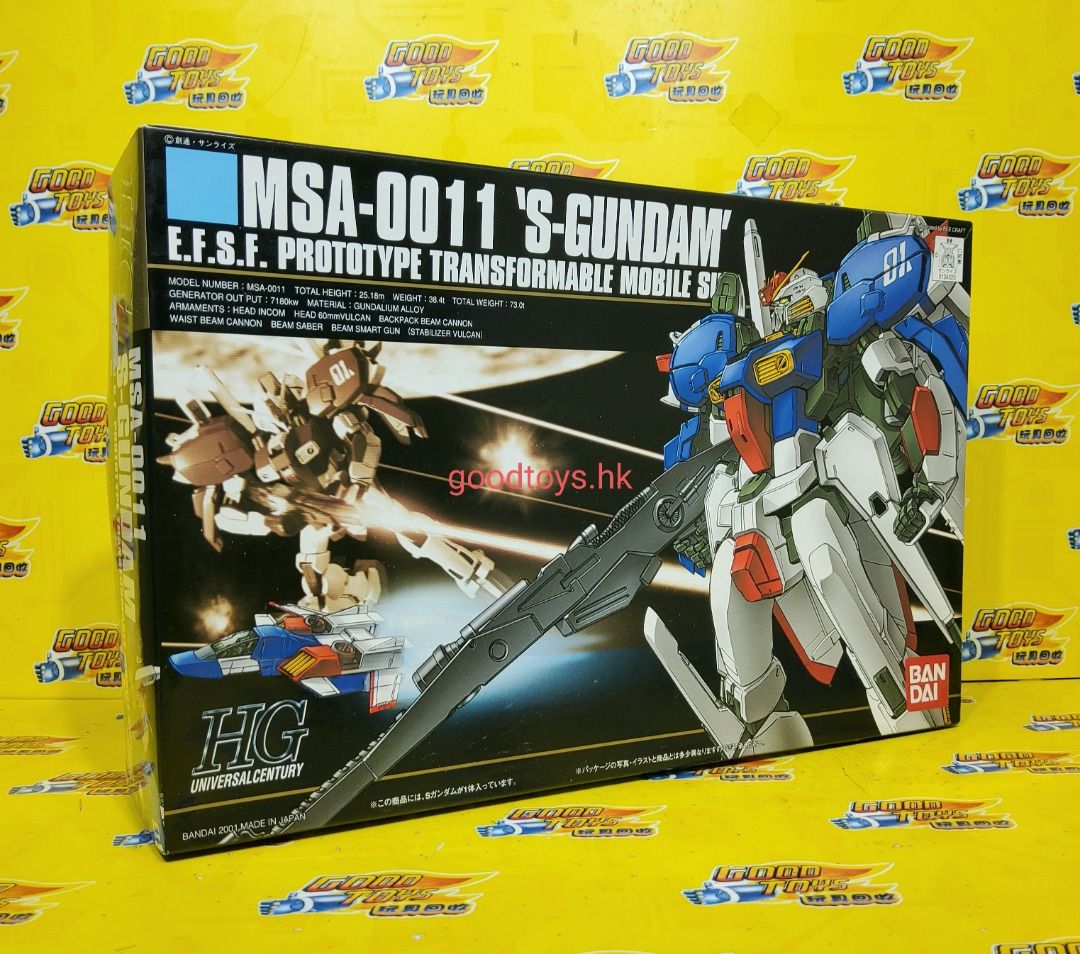 ©創通・サンライズ
MSA-0011 'S-GUNDAM'
E.F.S.F. PROTOTYPE TRANSFORMABLE MOBILE
MODEL NUMBER : MSA-0011 TOTAL HEIGHT : 25.18m WEIGHT : 38.4t TOTAL WEIGHT : 73.0t
GENERATOR OUT PUT : 7180kw MATERIAL : GUNDALIUM ALLOY
ARMAMENTS : HEAD INCOM HEAD 60mmVULCAN BACKPACK BEAM CANNON
WAIST BEAM CANNON BEAM SABER BEAM SMART GUN (STABILIZER VULCAN)
01
01
goodtoys.hk
MSA-0011
'S-GUNDAM'
HG
UNIVERSALCENTURY
BAN
DAI
※パッケージの写真・イラストと商品とは多少異なります
※この商品には、Sガンダムが1体入っています。
BANDAI 2001 MADE IN JAPAN
GOOD
TOYS
玩具回收